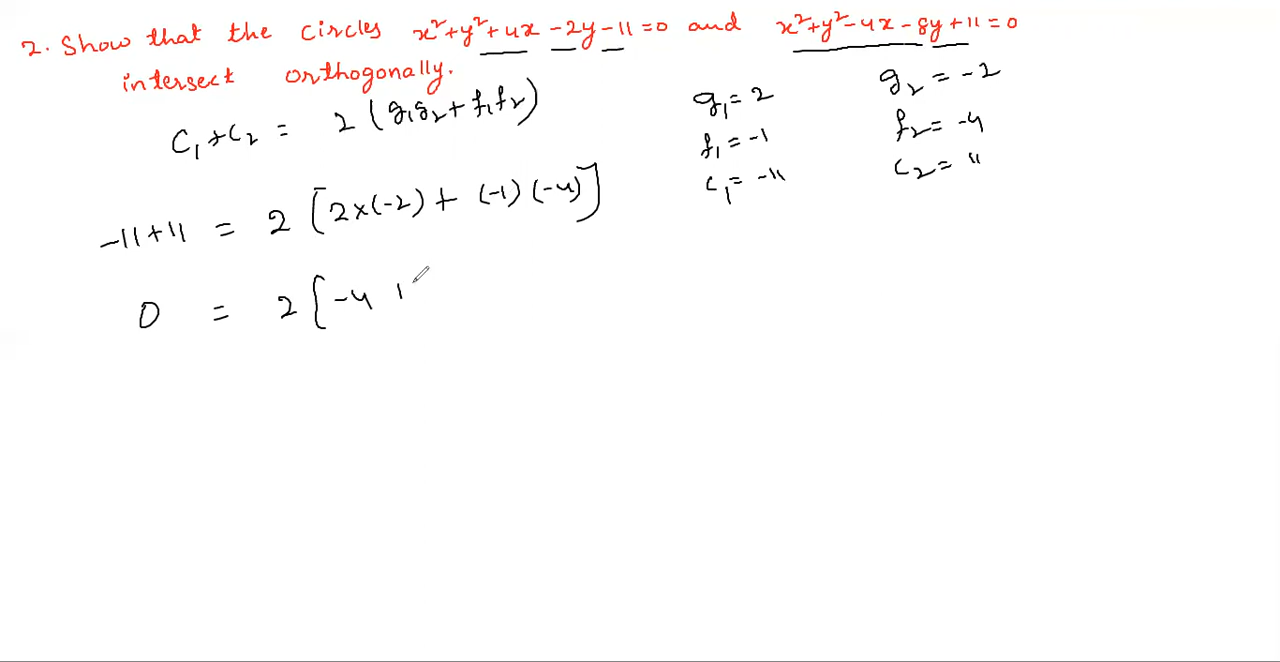 2. Show that the circles x²+y²+4x-2y-11=0 and x²+y²-4x-8y+11=0
intersect orthogonally.
C₁+C₂ = 2(g₁g₂+f₁f₂)
g₁=2
f₁=-1
c₁=-11
g₂=-2
f₂=-4
c₂=11
-11+11 = 2[2×(-2)+(-1)(-4)]
0 = 2[-4